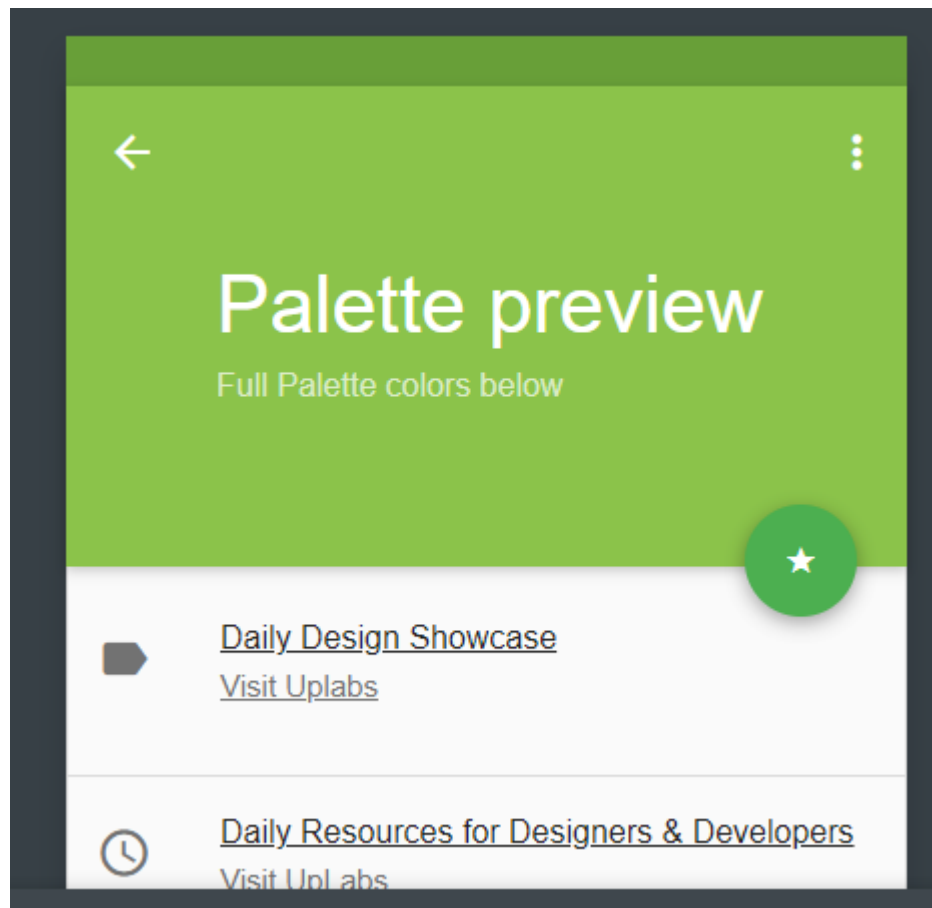 Palette preview
Full Palette colors below
Daily Design Showcase
Visit Uplabs
Daily Resources for Designers & Developers
Visit UpLabs